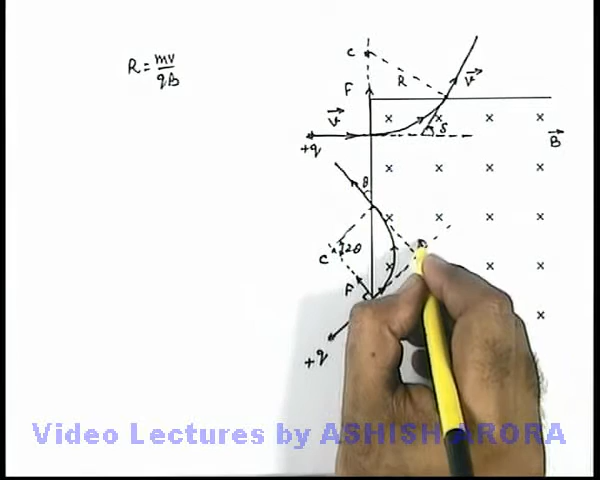 R = mv/qB
C
R
F
V⃗
V⃗
+q
δ
B⃗
× × × ×
× × × ×
× × × ×
× × ×
×
θ
C
2θ
F
+q
Video Lectures by ASHISH ARORA